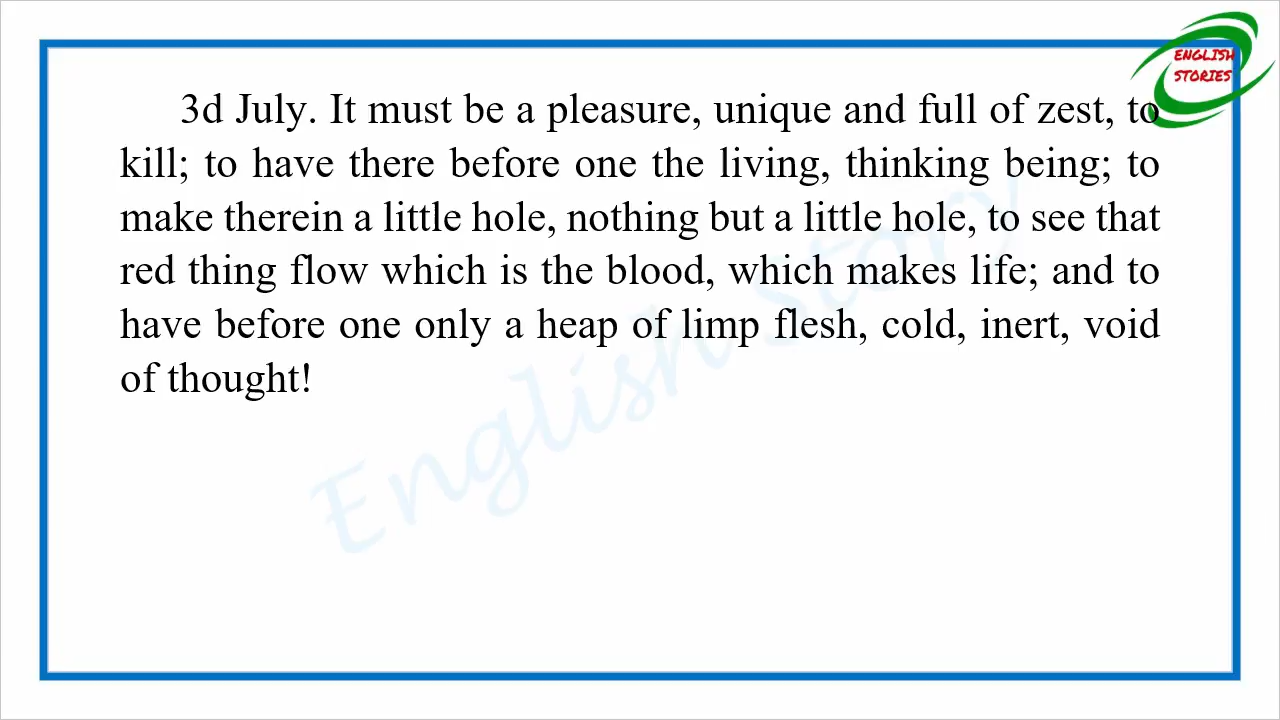 ENGLISH
STORIES
3d July. It must be a pleasure, unique and full of zest, to
kill; to have there before one the living, thinking being; to
make therein a little hole, nothing but a little hole, to see that
red thing flow which is the blood, which makes life; and to
have before one only a heap of limp flesh, cold, inert, void
of thought!
English Story